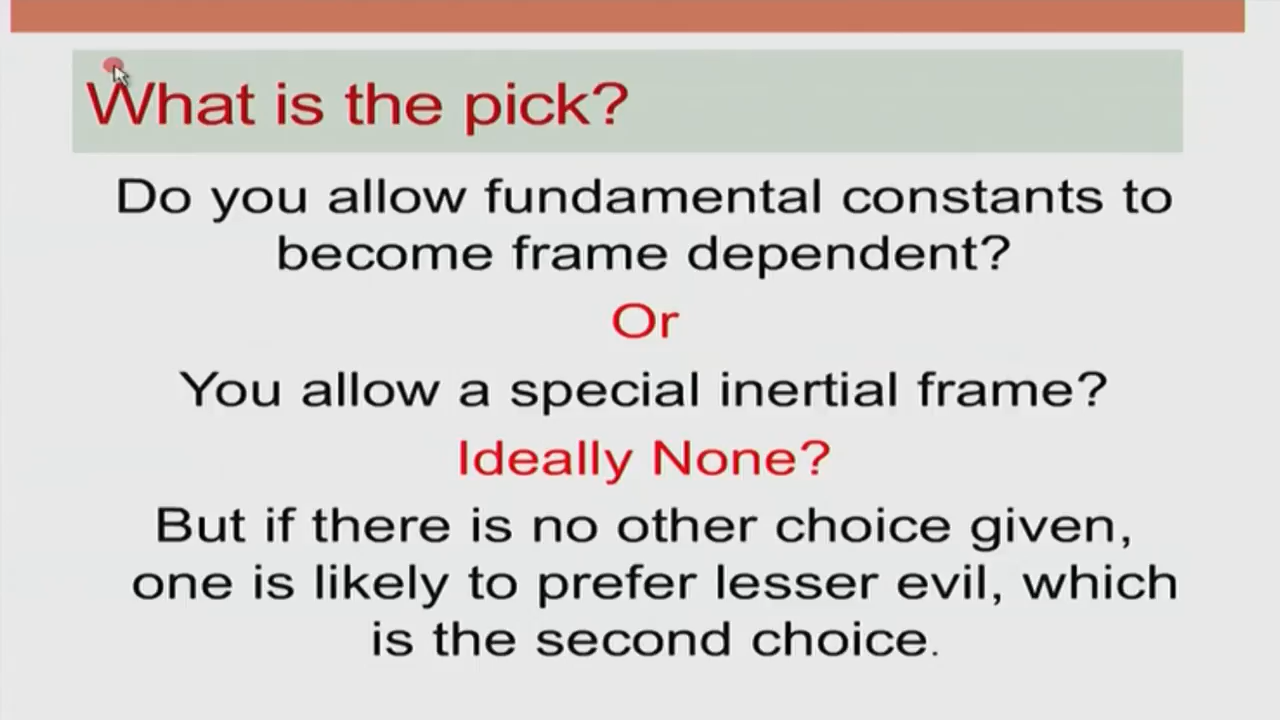 What is the pick?
Do you allow fundamental constants to
become frame dependent?
Or
You allow a special inertial frame?
Ideally None?
But if there is no other choice given,
one is likely to prefer lesser evil, which
is the second choice.